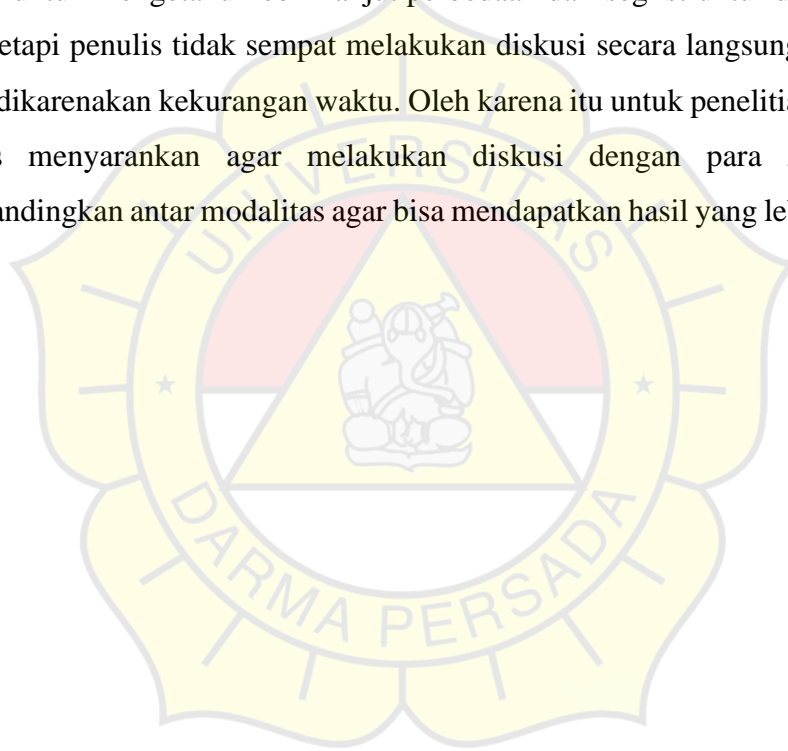 etapi penulis tidak sempat melakukan diskusi secara langsung
dikarenakan kekurangan waktu. Oleh karena itu untuk penelitia
s menyarankan agar melakukan diskusi dengan para
andingkan antar modalitas agar bisa mendapatkan hasil yang le
UNIVERSITAS
DARMA PERSADA